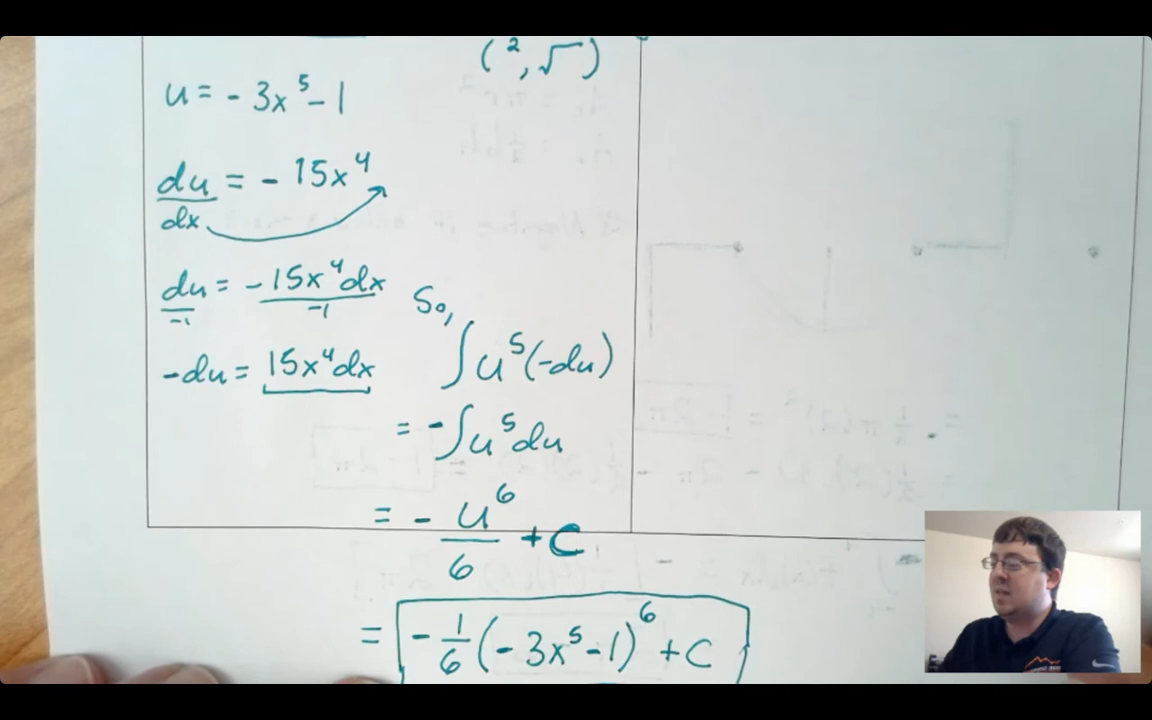 ( ², √ )
u = - 3x⁵ - 1
du/dx = - 15x⁴
du/-1 = - 15x⁴dx/-1
So,
-du = 15x⁴dx
∫u⁵(-du)
= -∫u⁵du
= - u⁶/6 + C
= -1/6(-3x⁵-1)⁶ + C